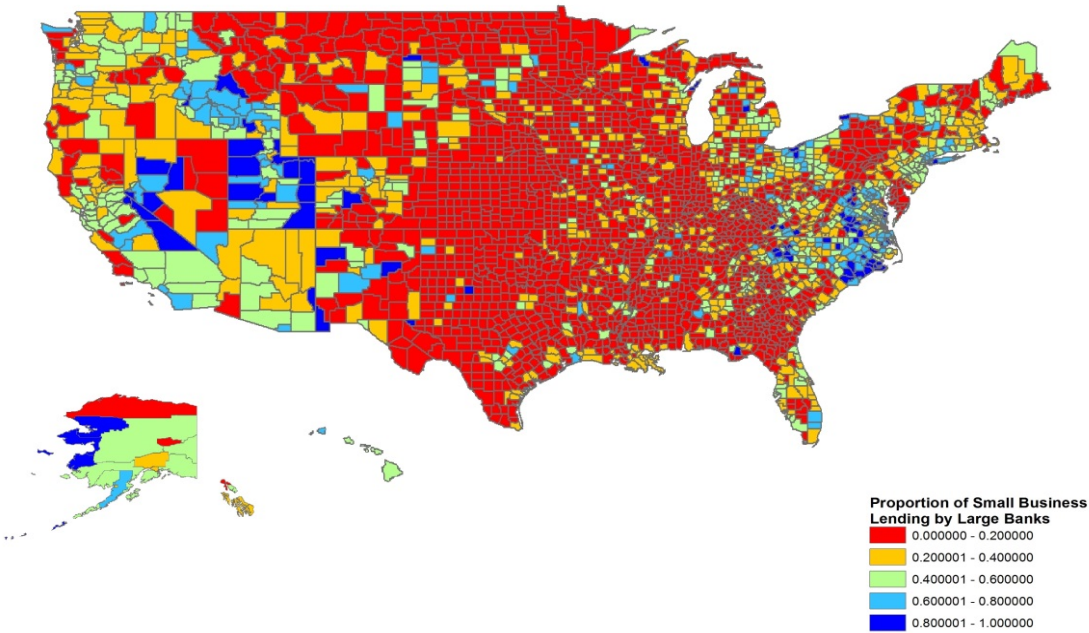 Proportion of Small Business
Lending by Large Banks
0.000000 - 0.200000
0.200001 - 0.400000
0.400001 - 0.600000
0.600001 - 0.800000
0.800001 - 1.000000